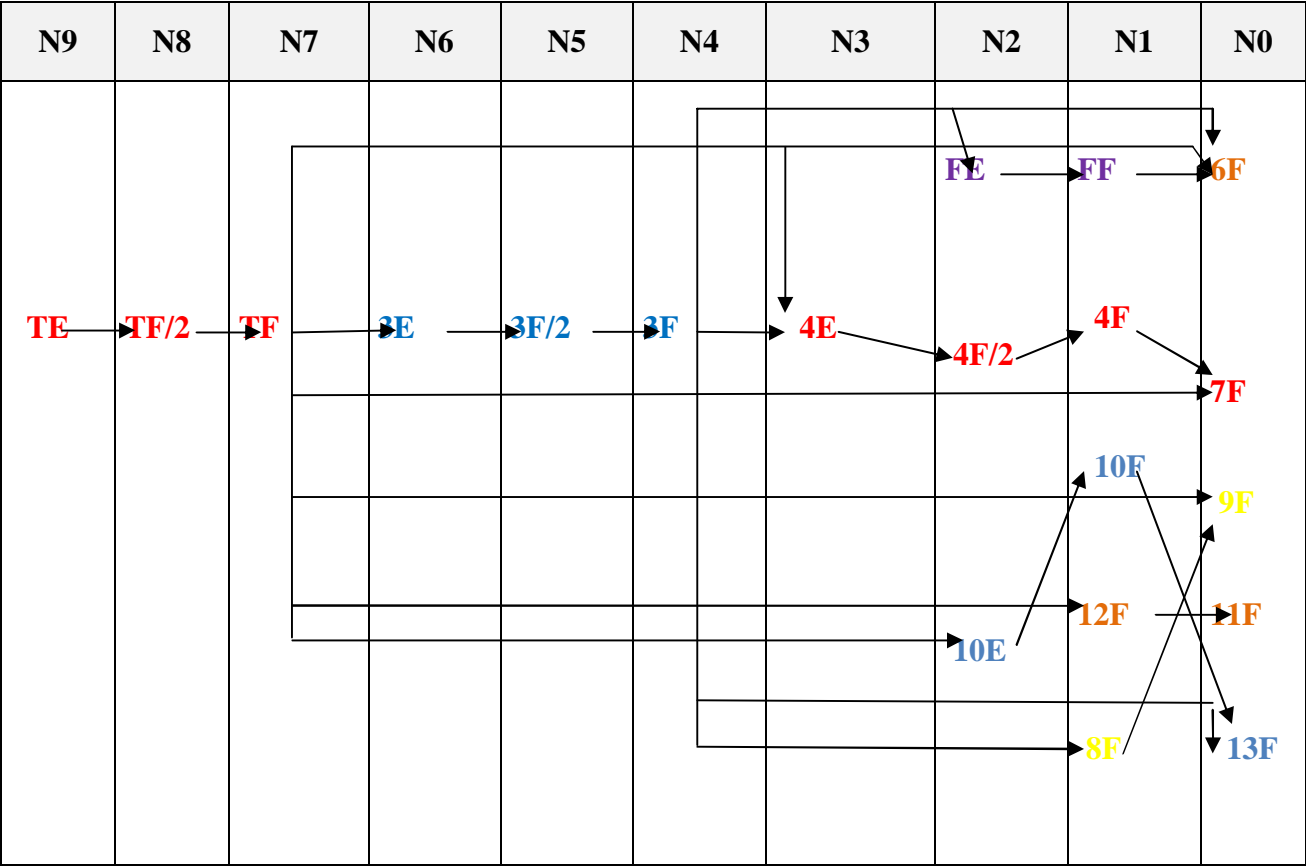 N9 N8 N7 N6 N5 N4 N3 N2 N1 N0
FE FF 6F
TE TF/2 TF 3E 3F/2 3F 4E 4F
4F/2
7F
10F
9F
12F 11F
10E
8F 13F